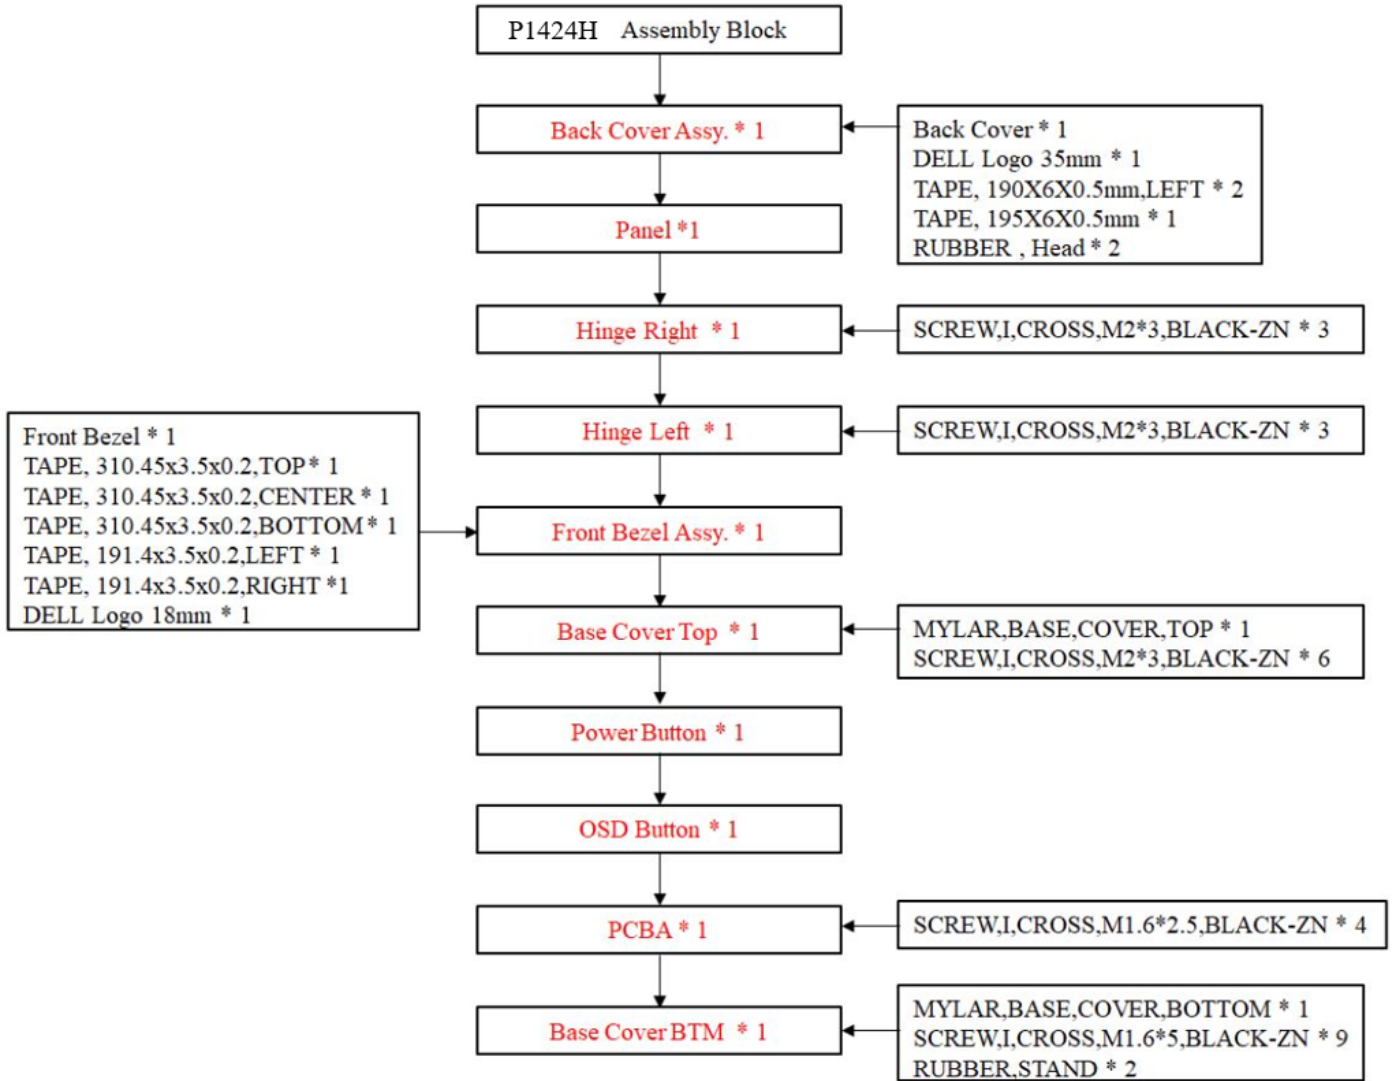 P1424H Assembly Block
Back Cover Assy. * 1
Back Cover * 1
DELL Logo 35mm * 1
TAPE, 190X6X0.5mm,LEFT * 2
TAPE, 195X6X0.5mm * 1
RUBBER , Head * 2
Panel *1
Hinge Right * 1
SCREW,I,CROSS,M2*3,BLACK-ZN * 3
Hinge Left * 1
SCREW,I,CROSS,M2*3,BLACK-ZN * 3
Front Bezel * 1
TAPE, 310.45x3.5x0.2,TOP * 1
TAPE, 310.45x3.5x0.2,CENTER * 1
TAPE, 310.45x3.5x0.2,BOTTOM * 1
TAPE, 191.4x3.5x0.2,LEFT * 1
TAPE, 191.4x3.5x0.2,RIGHT *1
DELL Logo 18mm * 1
Front Bezel Assy. * 1
Base Cover Top * 1
MYLAR,BASE,COVER,TOP * 1
SCREW,I,CROSS,M2*3,BLACK-ZN * 6
Power Button * 1
OSD Button * 1
PCBA * 1
SCREW,I,CROSS,M1.6*2.5,BLACK-ZN * 4
Base Cover BTM * 1
MYLAR,BASE,COVER,BOTTOM * 1
SCREW,I,CROSS,M1.6*5,BLACK-ZN * 9
RUBBER,STAND * 2